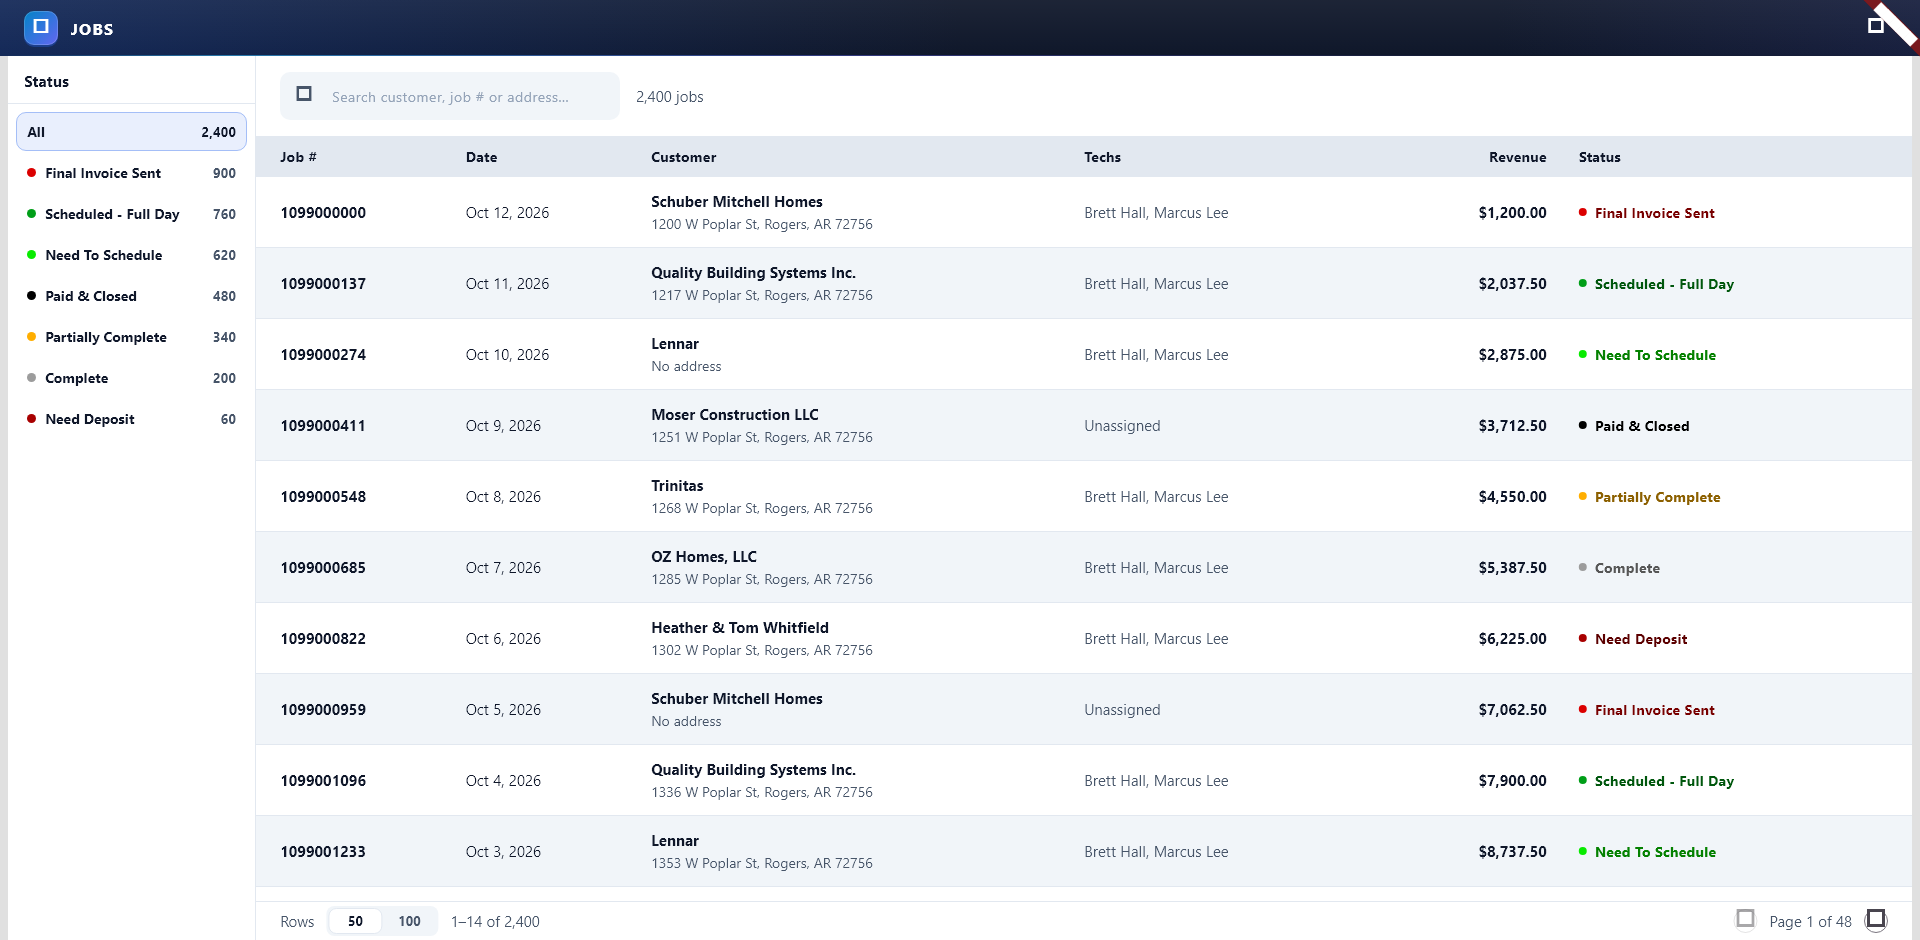 JOBS
Status
All 2,400
Final Invoice Sent 900
Scheduled - Full Day 760
Need To Schedule 620
Paid & Closed 480
Partially Complete 340
Complete 200
Need Deposit 60
Search customer, job # or address...
2,400 jobs
Job # Date Customer Techs Revenue Status
1099000000 Oct 12, 2026 Schuber Mitchell Homes Brett Hall, Marcus Lee $1,200.00 Final Invoice Sent
1200 W Poplar St, Rogers, AR 72756
1099000137 Oct 11, 2026 Quality Building Systems Inc. Brett Hall, Marcus Lee $2,037.50 Scheduled - Full Day
1217 W Poplar St, Rogers, AR 72756
1099000274 Oct 10, 2026 Lennar Brett Hall, Marcus Lee $2,875.00 Need To Schedule
No address
1099000411 Oct 9, 2026 Moser Construction LLC Unassigned $3,712.50 Paid & Closed
1251 W Poplar St, Rogers, AR 72756
1099000548 Oct 8, 2026 Trinitas Brett Hall, Marcus Lee $4,550.00 Partially Complete
1268 W Poplar St, Rogers, AR 72756
1099000685 Oct 7, 2026 OZ Homes, LLC Brett Hall, Marcus Lee $5,387.50 Complete
1285 W Poplar St, Rogers, AR 72756
1099000822 Oct 6, 2026 Heather & Tom Whitfield Brett Hall, Marcus Lee $6,225.00 Need Deposit
1302 W Poplar St, Rogers, AR 72756
1099000959 Oct 5, 2026 Schuber Mitchell Homes Unassigned $7,062.50 Final Invoice Sent
No address
1099001096 Oct 4, 2026 Quality Building Systems Inc. Brett Hall, Marcus Lee $7,900.00 Scheduled - Full Day
1336 W Poplar St, Rogers, AR 72756
1099001233 Oct 3, 2026 Lennar Brett Hall, Marcus Lee $8,737.50 Need To Schedule
1353 W Poplar St, Rogers, AR 72756
Rows 50 100 1–14 of 2,400
Page 1 of 48